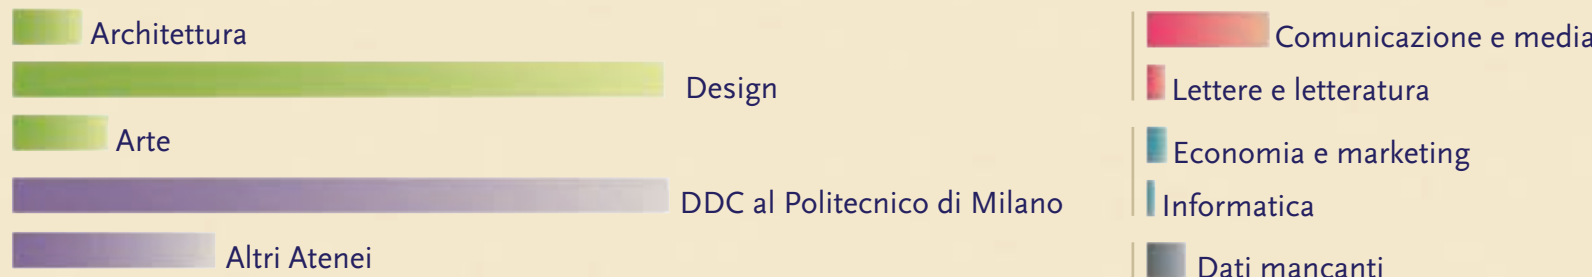 Architettura
Design
Arte
DDC al Politecnico di Milano
Altri Atenei
Comunicazione e media
Lettere e letteratura
Economia e marketing
Informatica
Dati mancanti